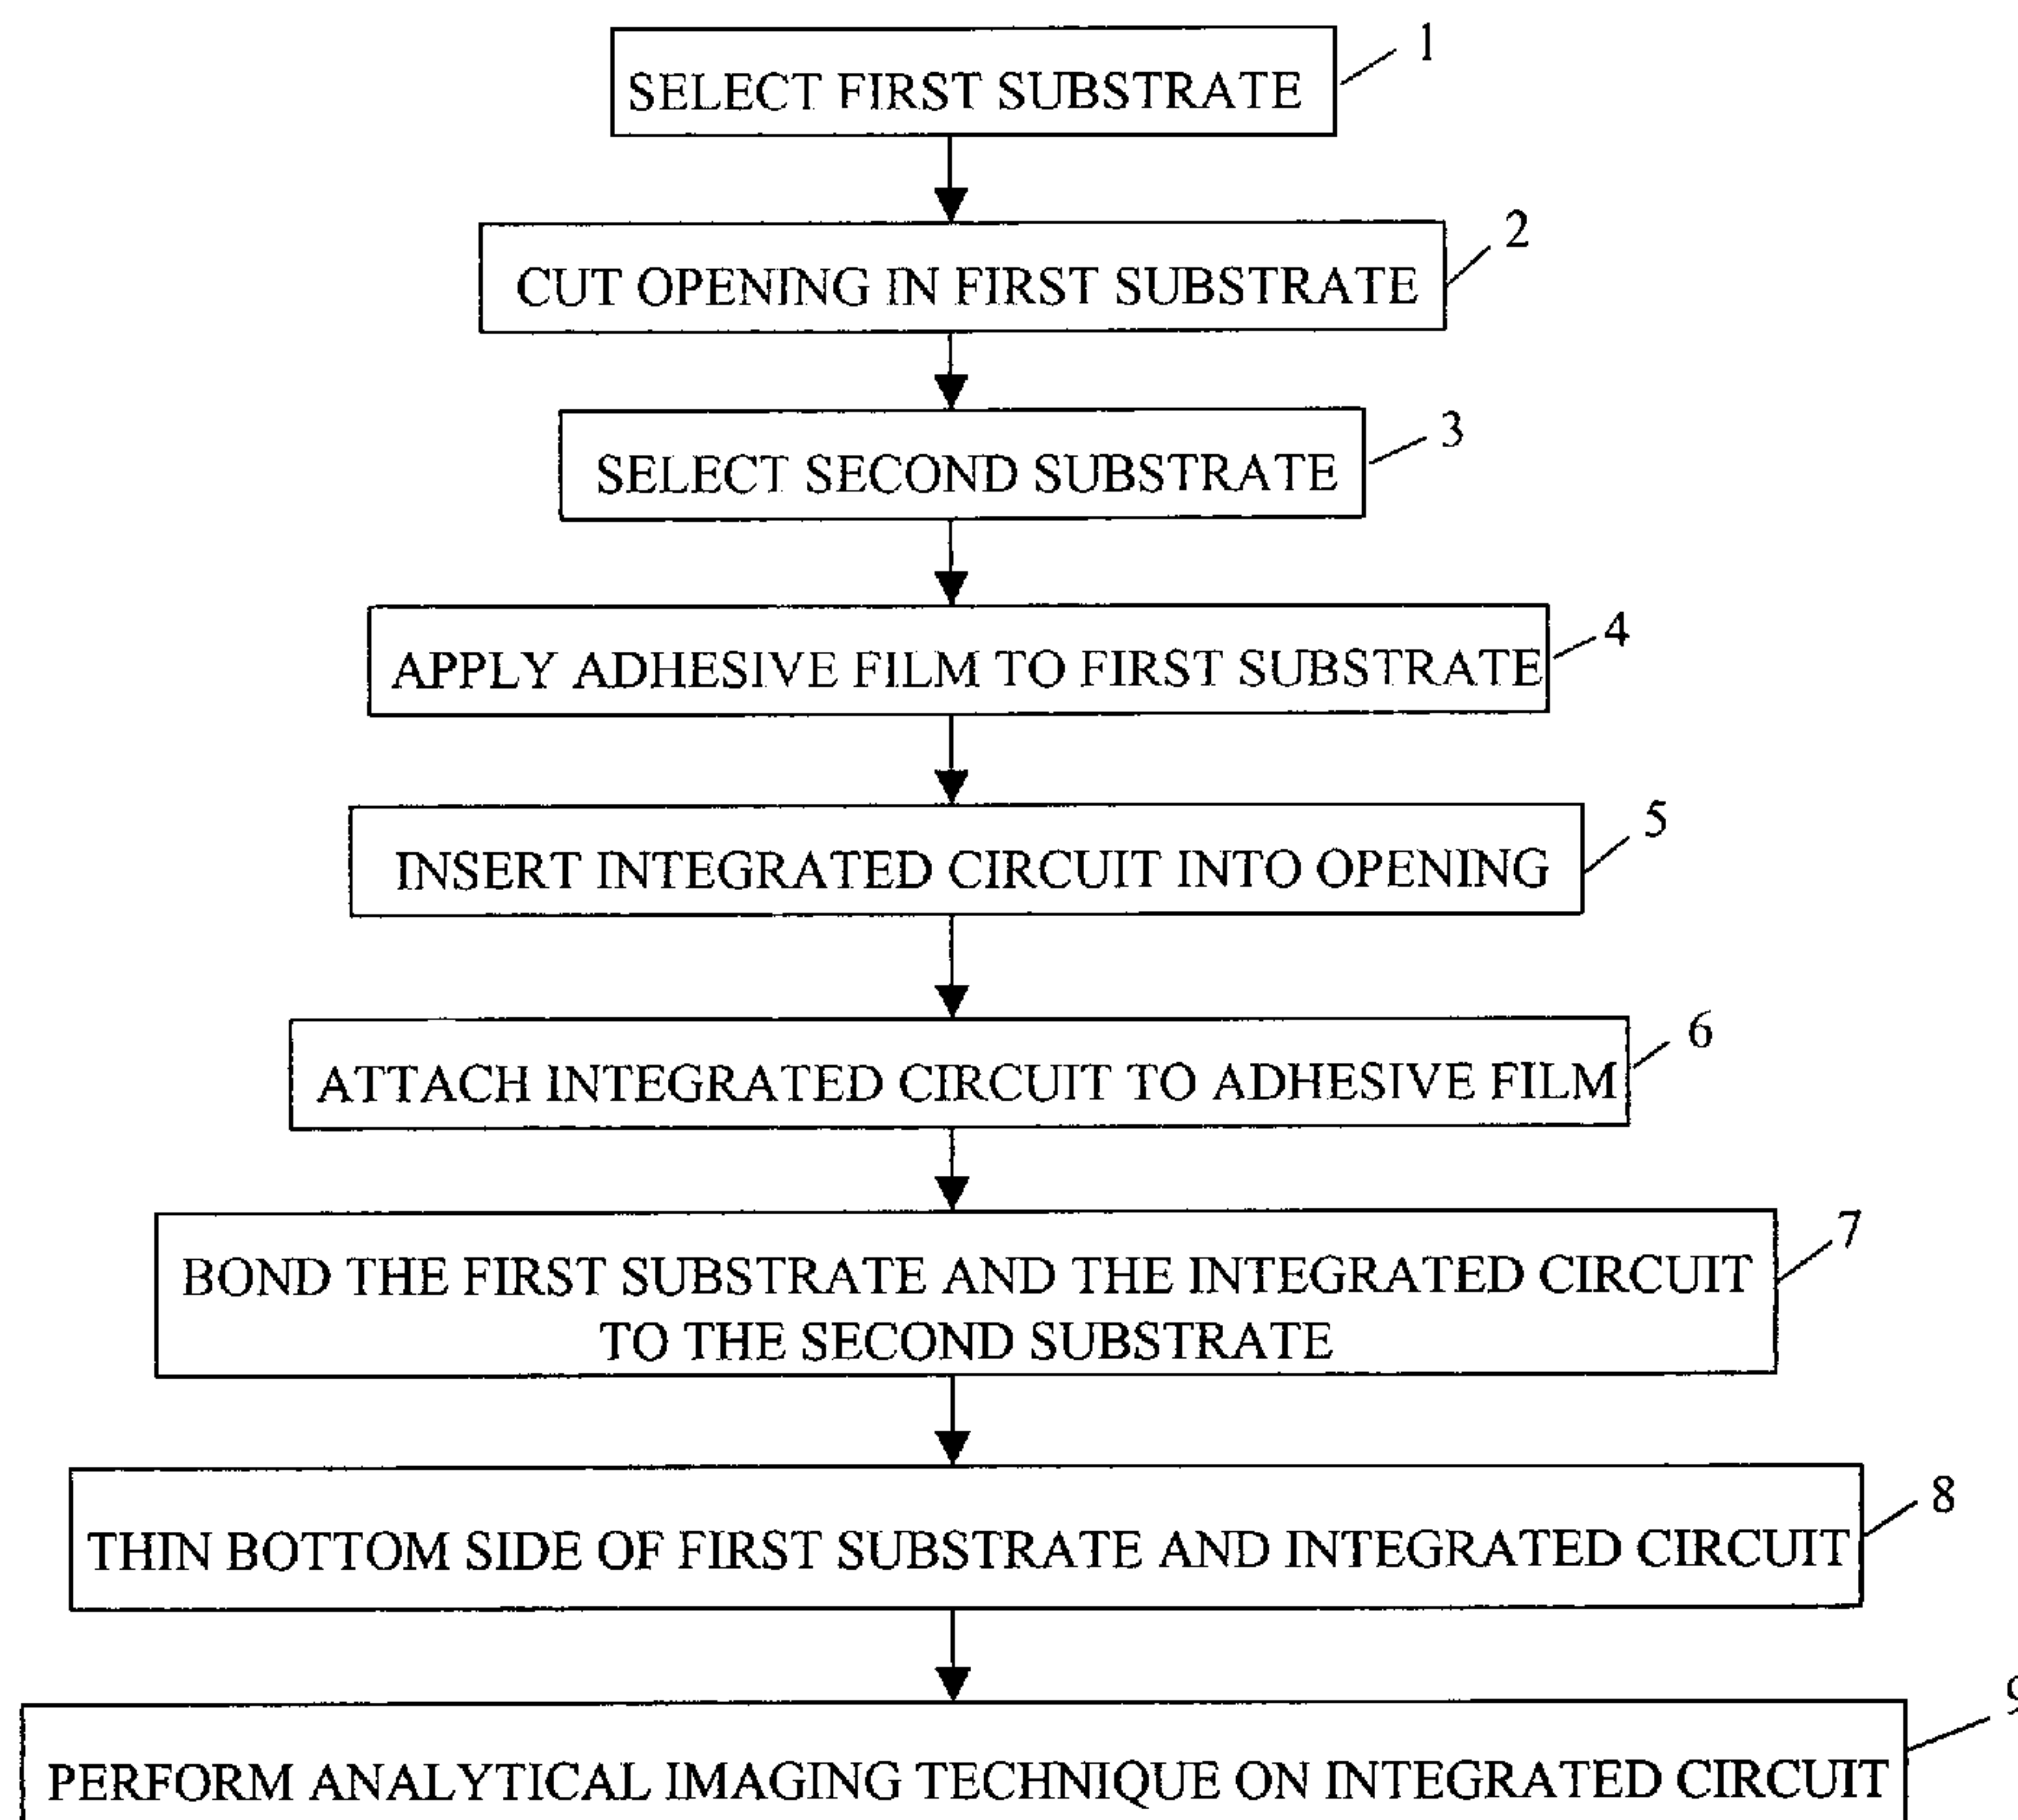 SELECT FIRST SUBSTRATE
1
CUT OPENING IN FIRST SUBSTRATE
2
SELECT SECOND SUBSTRATE
3
APPLY ADHESIVE FILM TO FIRST SUBSTRATE
4
INSERT INTEGRATED CIRCUIT INTO OPENING
5
ATTACH INTEGRATED CIRCUIT TO ADHESIVE FILM
6
BOND THE FIRST SUBSTRATE AND THE INTEGRATED CIRCUIT
TO THE SECOND SUBSTRATE
7
THIN BOTTOM SIDE OF FIRST SUBSTRATE AND INTEGRATED CIRCUIT
8
PERFORM ANALYTICAL IMAGING TECHNIQUE ON INTEGRATED CIRCUIT
9